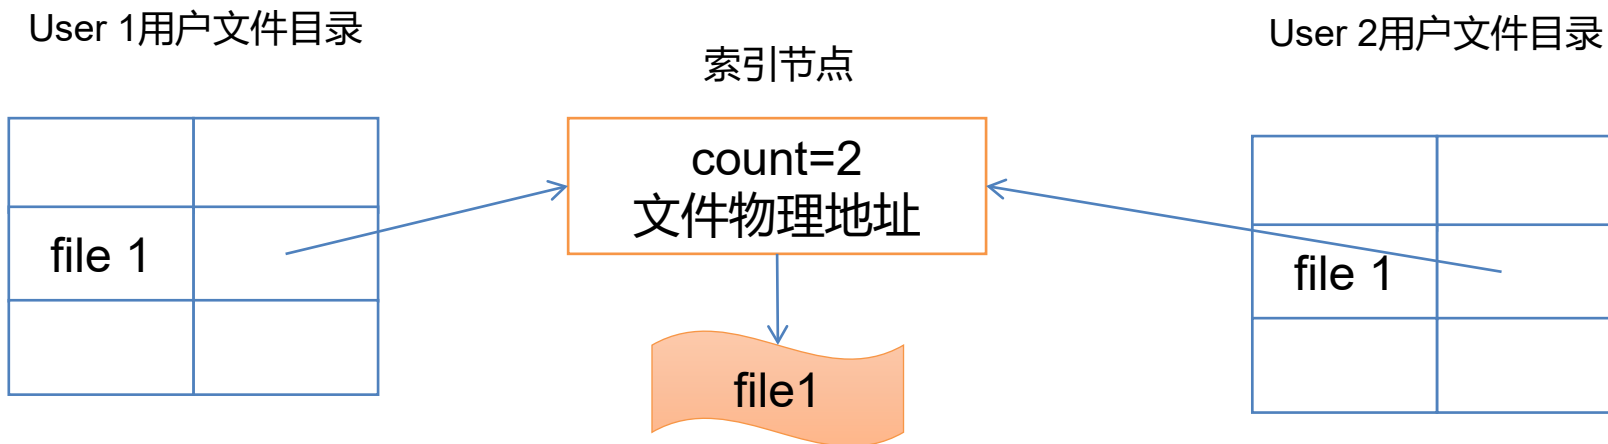 User 1用户文件目录
索引节点
User 2用户文件目录
count=2
文件物理地址
file 1
file 1
file1